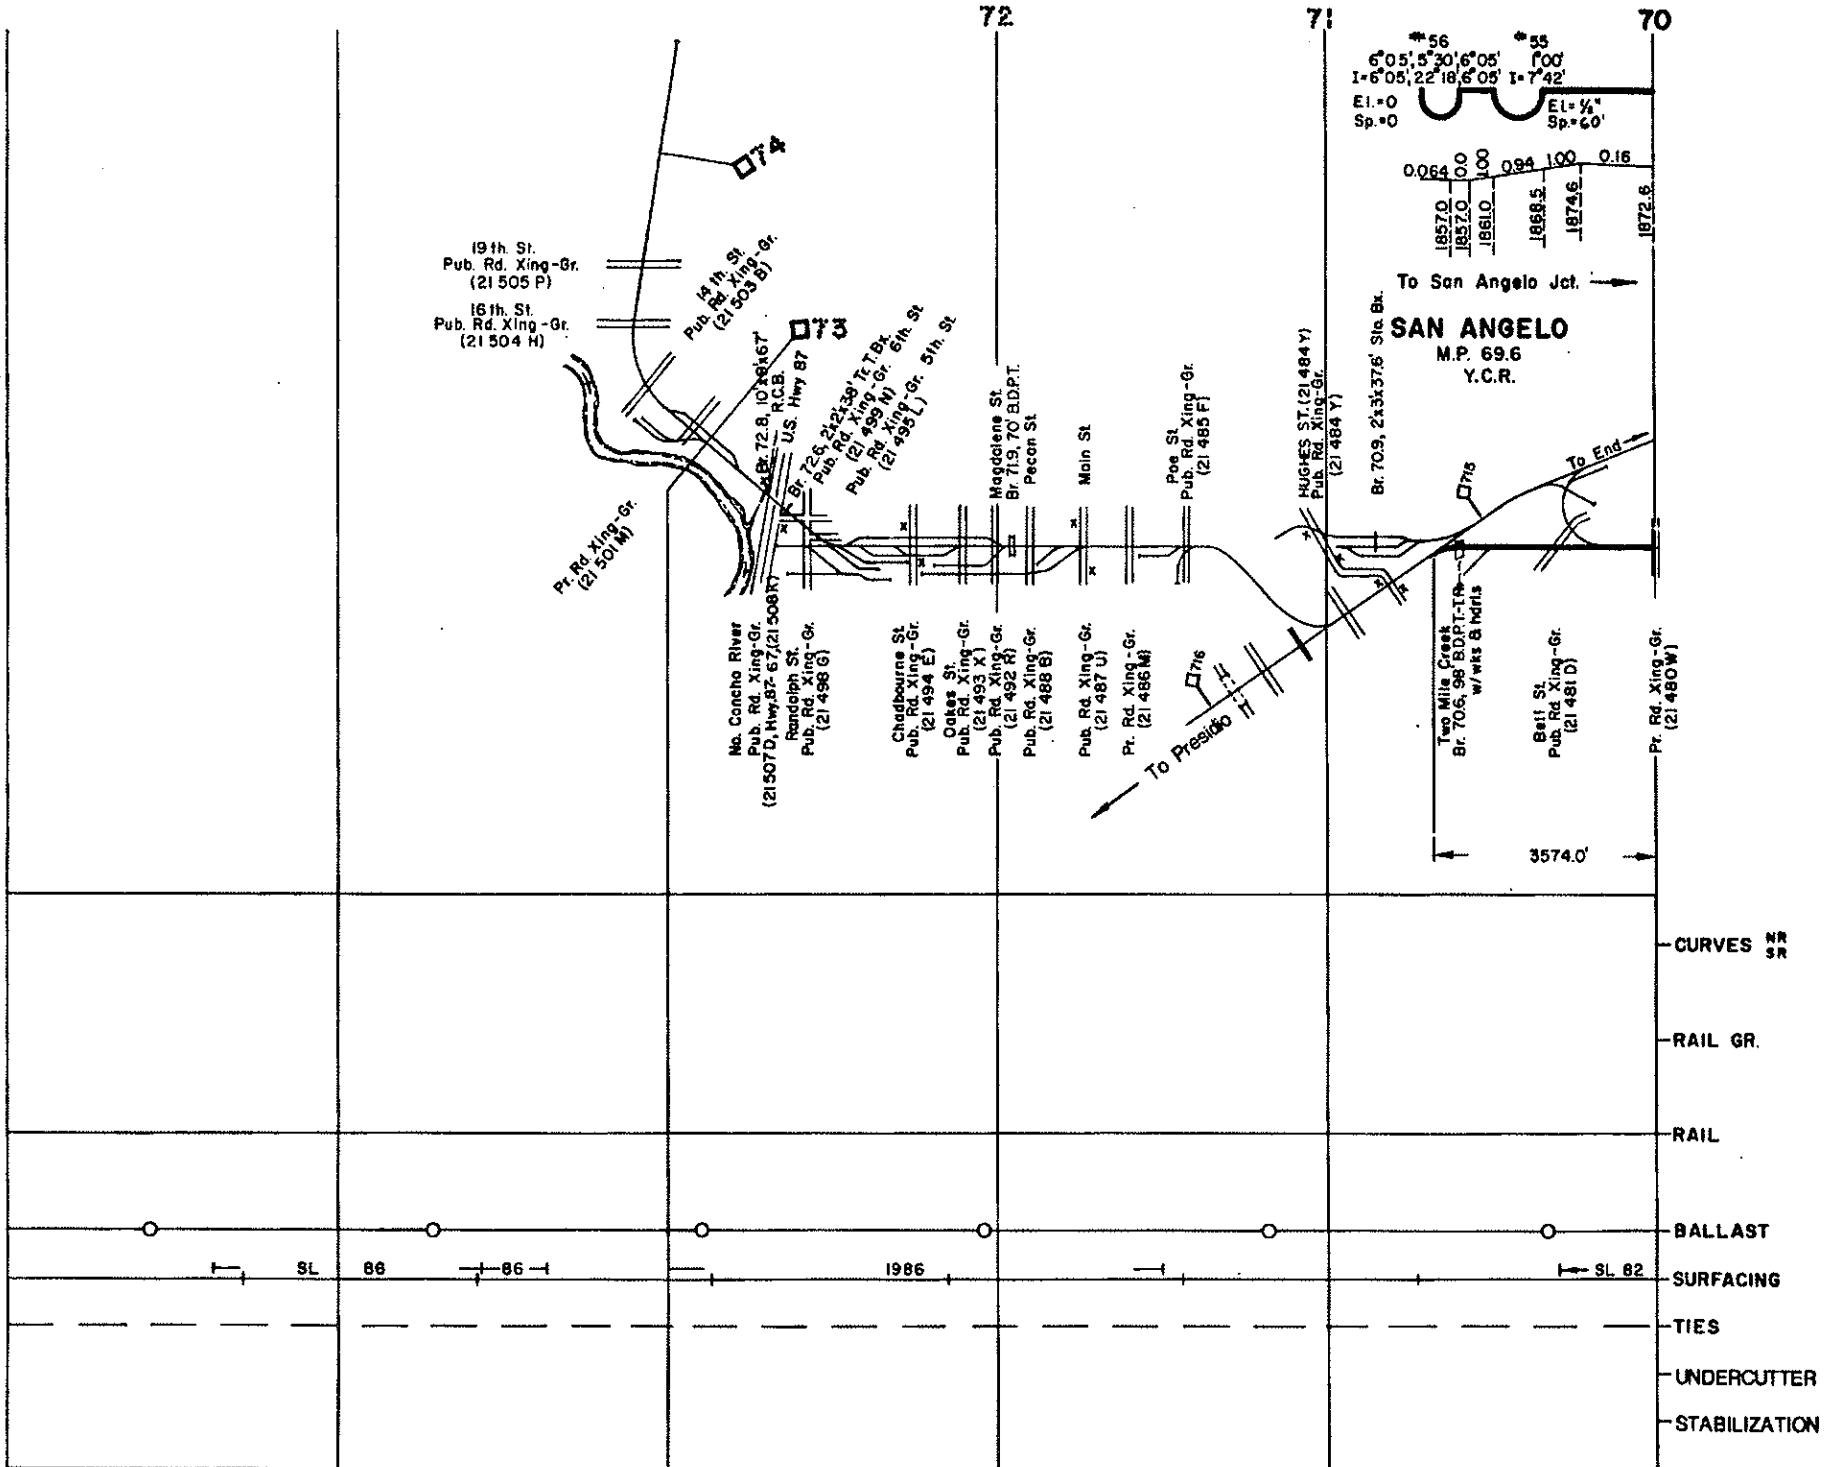 72
71
70
#56
#55
6°05', 5°30', 6°05'
1°00'
I=6°05', 22°18', 6°05'
I=7°42'
El.=0
Sp.=0
El.=½"
Sp.=60'
0.064
0.0
1.00
0.94
1.00
0.16
1857.0
1857.0
1861.0
1868.5
1874.6
1872.6
To San Angelo Jct.
SAN ANGELO
M.P. 69.6
Y.C.R.
74
19th. St.
Pub. Rd. Xing-Gr.
(21 505 P)
16th. St.
Pub. Rd. Xing-Gr.
(21 504 H)
14th. St.
Pub. Rd. Xing-Gr.
(21 503 B)
73
Pr. Rd. Xing-Gr.
(21 501 M)
Br. 72.8, 10'x9'x67'
R.C.B.
U.S. Hwy 87
Br. 72.6, 2'x2'x38' Tr. T. Bx.
Pub. Rd. Xing-Gr. 6th. St
(21 499 N)
Pub. Rd. Xing-Gr. 5th. St
(21 495 L)
Magdalene St.
Br. 71.9, 70' B.D.P.T.
Pecan St
Main St
Poe St
Pub. Rd. Xing-Gr.
(21 485 F)
HUGHES ST. (21 484 Y)
Pub. Rd. Xing-Gr.
(21 484 Y)
Br. 70.9, 2'x3'x37.6' Sto. Bx.
715
To End
No. Concho River
Pub. Rd. Xing-Gr.
(21 507 D, Hwy. 87-67, (21 508 K)
Randolph St.
Pub. Rd. Xing-Gr.
(21 498 G)
Chadbourne St
Pub. Rd. Xing-Gr.
(21 494 E)
Oakes St.
Pub. Rd. Xing-Gr.
(21 493 X)
Pub. Rd. Xing-Gr.
(21 492 R)
Pub. Rd. Xing-Gr.
(21 488 B)
Pub. Rd. Xing-Gr.
(21 487 U)
Pr. Rd. Xing-Gr.
(21 486 M)
716
To Presidio
Two Mile Creek
Br. 70.6, 98' B.D.P.T.-T.P.
w/wks & hdrls
Bell St.
Pub. Rd. Xing-Gr.
(21 481 D)
Pr. Rd. Xing-Gr.
(21 480 W)
3574.0'
CURVES NR
SR
RAIL GR.
RAIL
BALLAST
SL 86
86
1986
SL 82
SURFACING
TIES
UNDERCUTTER
STABILIZATION